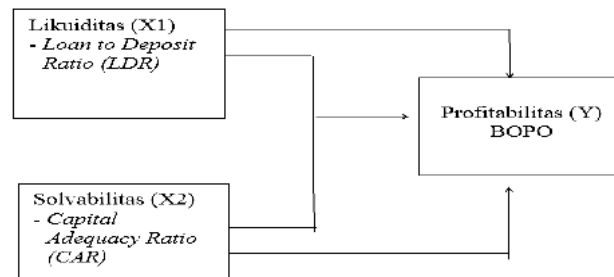 Likuiditas (X1)
- Loan to Deposit
Ratio (LDR)
Profitabilitas (Y)
BOPO
Solvabilitas (X2)
- Capital
Adequacy Ratio
(CAR)